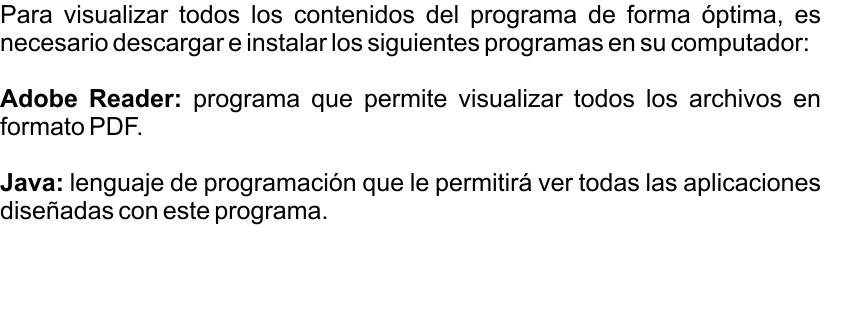 Para visualizar todos los contenidos del programa de forma óptima, es
necesario descargar e instalar los siguientes programas en su computador:
Adobe Reader: programa que permite visualizar todos los archivos en
formato PDF.
Java: lenguaje de programación que le permitirá ver todas las aplicaciones
diseñadas con este programa.